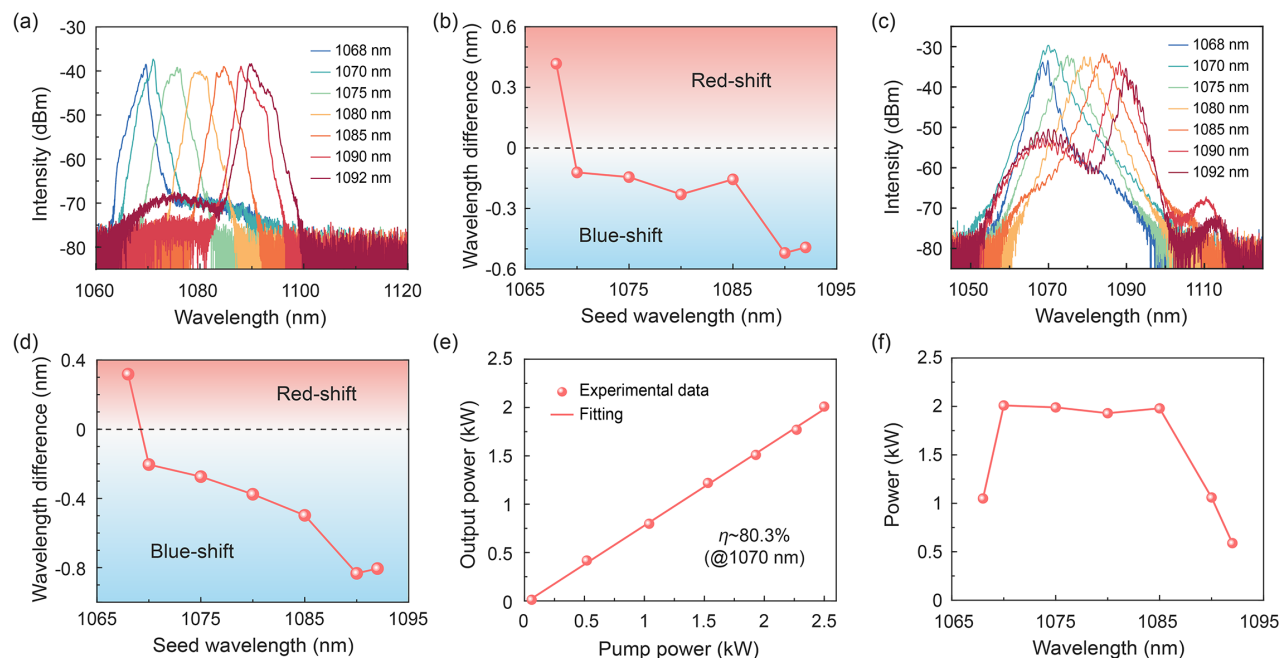 (a)
-30
-40
-50
-60
-70
-80
Intensity (dBm)
1068 nm
1070 nm
1075 nm
1080 nm
1085 nm
1090 nm
1092 nm
1060
1080
1100
1120
Wavelength (nm)
(b)
0.6
0.3
0
-0.3
-0.6
Wavelength difference (nm)
Red-shift
Blue-shift
1065
1075
1085
1095
Seed wavelength (nm)
(c)
-30
-40
-50
-60
-70
-80
Intensity (dBm)
1068 nm
1070 nm
1075 nm
1080 nm
1085 nm
1090 nm
1092 nm
1050
1070
1090
1110
Wavelength (nm)
(d)
0.4
0
-0.4
-0.8
Wavelength difference (nm)
Red-shift
Blue-shift
1065
1075
1085
1095
Seed wavelength (nm)
(e)
2.5
2
1.5
1
0.5
0
Output power (kW)
Experimental data
Fitting
η~80.3%
(@1070 nm)
0
0.5
1
1.5
2
2.5
Pump power (kW)
(f)
2.5
2
1.5
1
0.5
0
Power (kW)
1065
1075
1085
1095
Wavelength (nm)